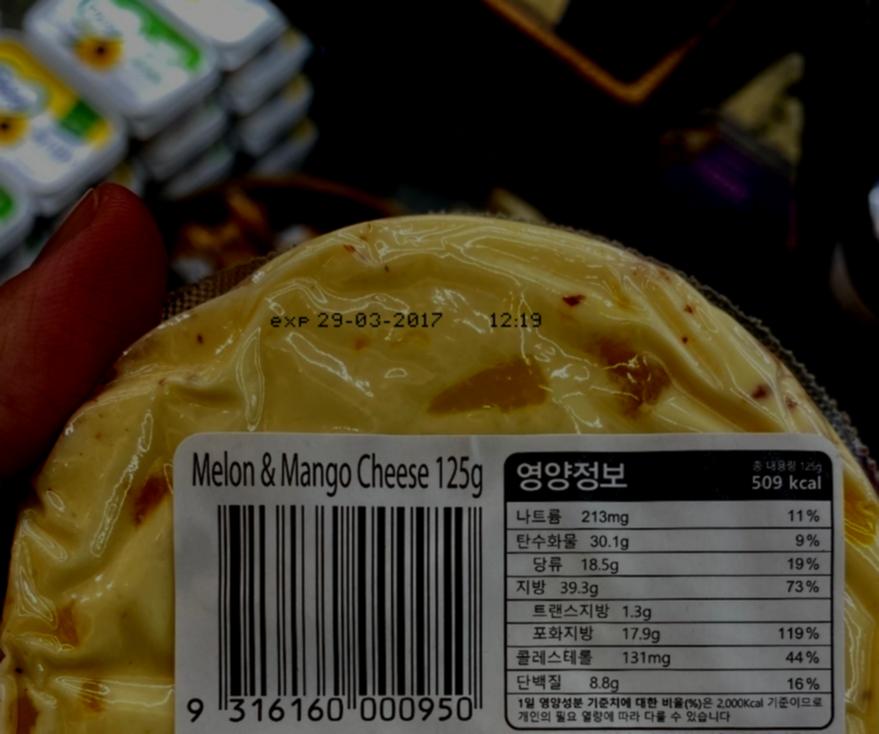 exp 29-03-2017 12:19
Melon & Mango Cheese 125g
9 316160 000950
영양정보 총 내용량 125g
509 kcal
나트륨 213mg 11%
탄수화물 30.1g 9%
당류 18.5g 19%
지방 39.3g 73%
트랜스지방 1.3g
포화지방 17.9g 119%
콜레스테롤 131mg 44%
단백질 8.8g 16%
1일 영양성분 기준치에 대한 비율(%)은 2,000Kcal 기준이므로
개인의 필요 열량에 따라 다룰 수 있습니다